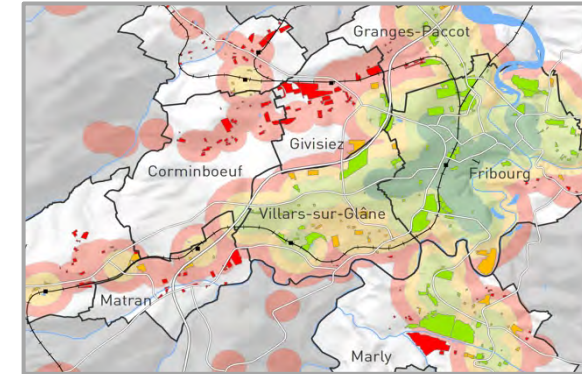 Granges-Paccot
Givisiez
Corminboeuf
Fribourg
Villars-sur-Glâne
Matran
Marly